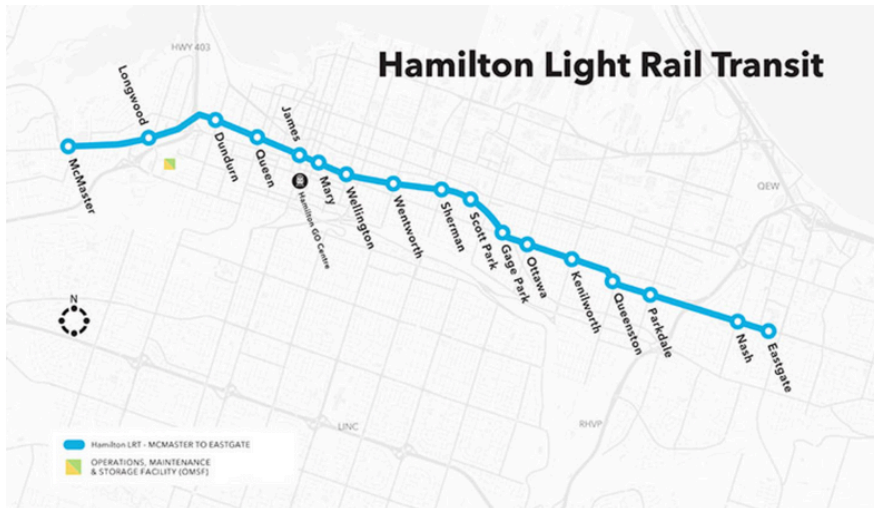 Hamilton Light Rail Transit
HWY 403
Longwood
James
McMaster
Dundurn
Queen
Mary
Hamilton GO Centre
Wellington
Wentworth
Sherman
Scott Park
Gage Park
Ottawa
Kenilworth
Queenston
Parkdale
Nash
Eastgate
QEW
N
LINC
RHVP
Hamilton LRT - MCMASTER TO EASTGATE
OPERATIONS, MAINTENANCE
& STORAGE FACILITY (OMSF)